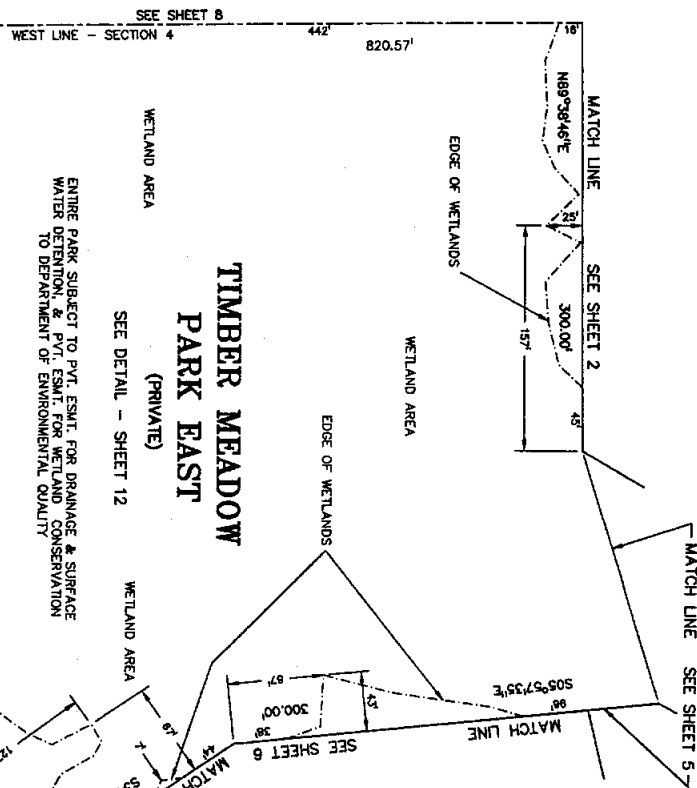 SEE SHEET 8
WEST LINE - SECTION 4
442'
820.57'
16'
MATCH LINE SEE SHEET 2
N89°38'46"E
25'
300.00'
157'
45'
EDGE OF WETLANDS
WETLAND AREA
WETLAND AREA
TIMBER MEADOW
PARK EAST
(PRIVATE)
SEE DETAIL - SHEET 12
ENTIRE PARK SUBJECT TO PVT. ESMT. FOR DRAINAGE & SURFACE
WATER DETENTION, & PVT. ESMT. FOR WETLAND CONSERVATION
TO DEPARTMENT OF ENVIRONMENTAL QUALITY
EDGE OF WETLANDS
WETLAND AREA
MATCH LINE SEE SHEET 5
S05°57'35"E
98'
MATCH LINE
SEE SHEET 6
43'
87'
300.00'
38'
44'
67'
7'
MATCH